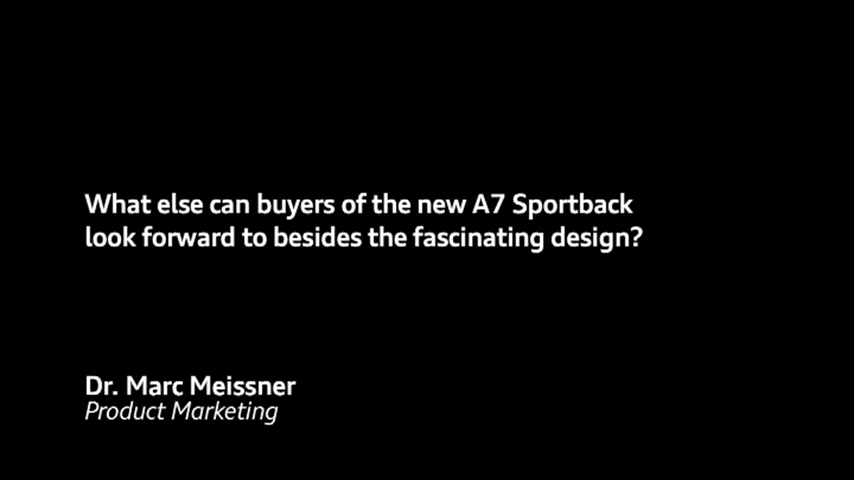 What else can buyers of the new A7 Sportback
look forward to besides the fascinating design?
Dr. Marc Meissner
Product Marketing